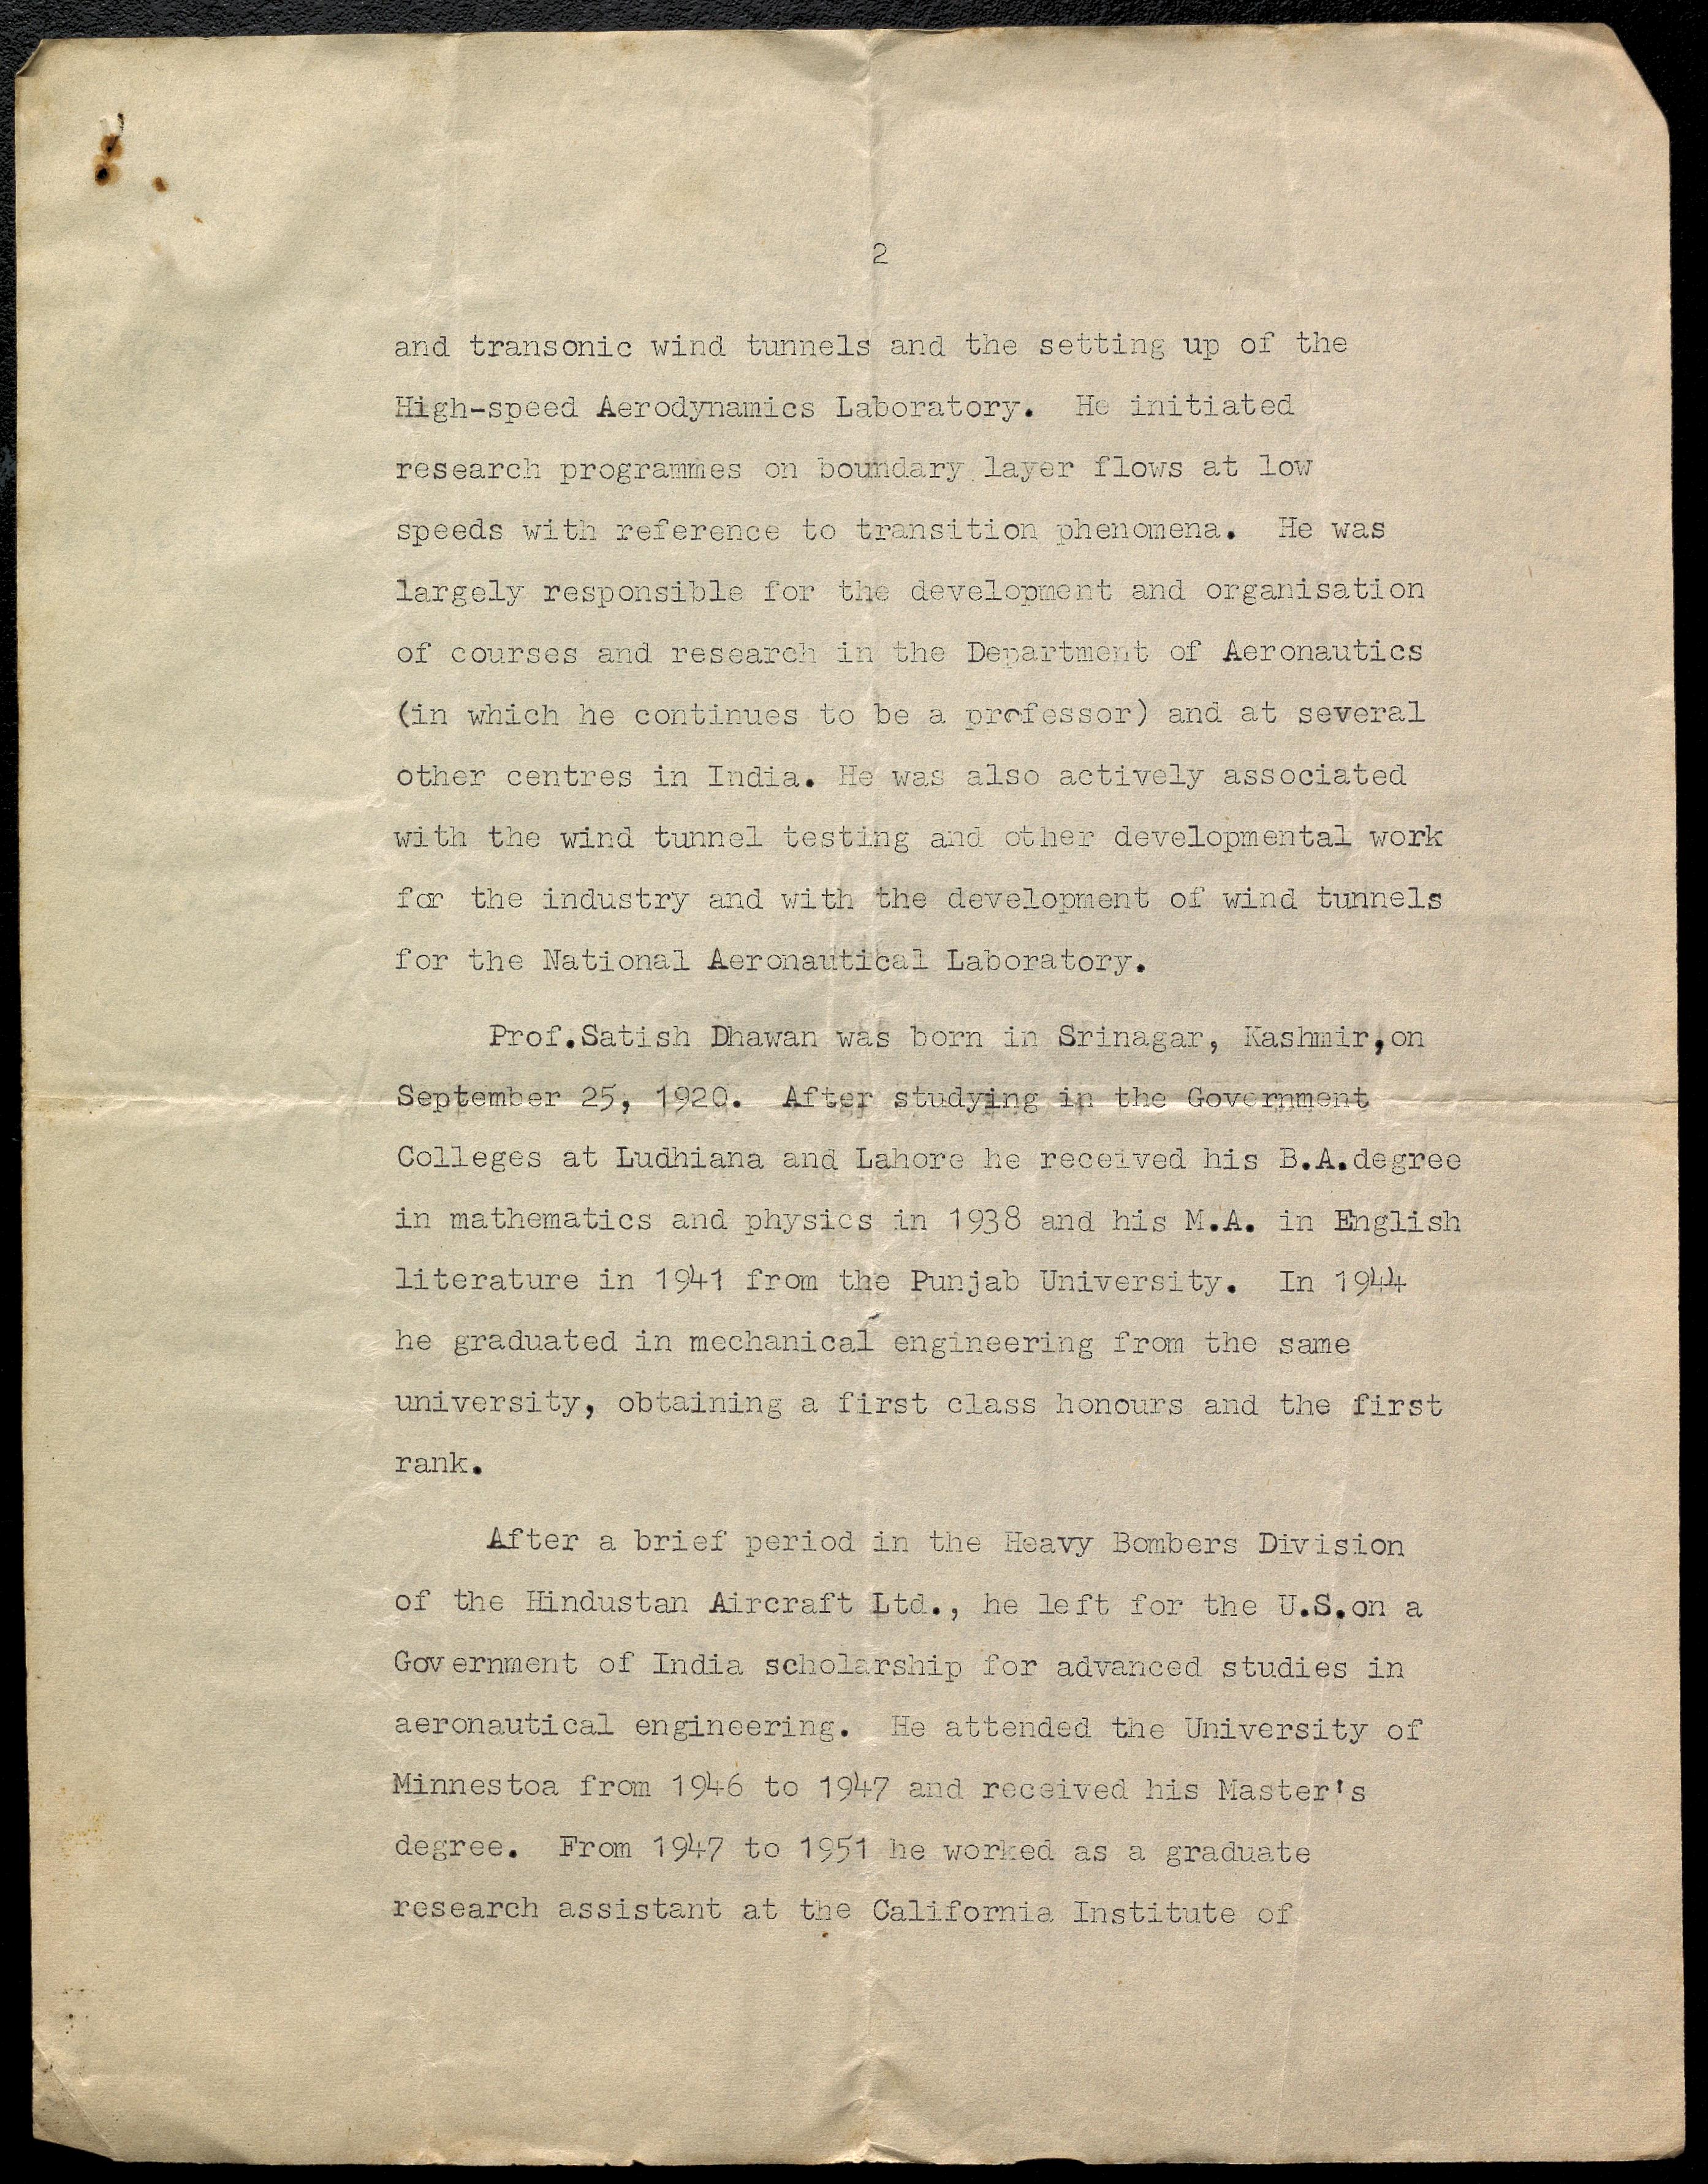 2
and transonic wind tunnels and the setting up of the
High-speed Aerodynamics Laboratory. He initiated
research programmes on boundary layer flows at low
speeds with reference to transition phenomena. He was
largely responsible for the development and organisation
of courses and research in the Department of Aeronautics
(in which he continues to be a professor) and at several
other centres in India. He was also actively associated
with the wind tunnel testing and other developmental work
for the industry and with the development of wind tunnels
for the National Aeronautical Laboratory.
Prof.Satish Dhawan was born in Srinagar, Kashmir,on
September 25, 1920. After studying in the Government
Colleges at Ludhiana and Lahore he received his B.A.degree
in mathematics and physics in 1938 and his M.A. in English
literature in 1941 from the Punjab University. In 1944
he graduated in mechanical engineering from the same
university, obtaining a first class honours and the first
rank.
After a brief period in the Heavy Bombers Division
of the Hindustan Aircraft Ltd., he left for the U.S.on a
Government of India scholarship for advanced studies in
aeronautical engineering. He attended the University of
Minnestoa from 1946 to 1947 and received his Master's
degree. From 1947 to 1951 he worked as a graduate
research assistant at the California Institute of